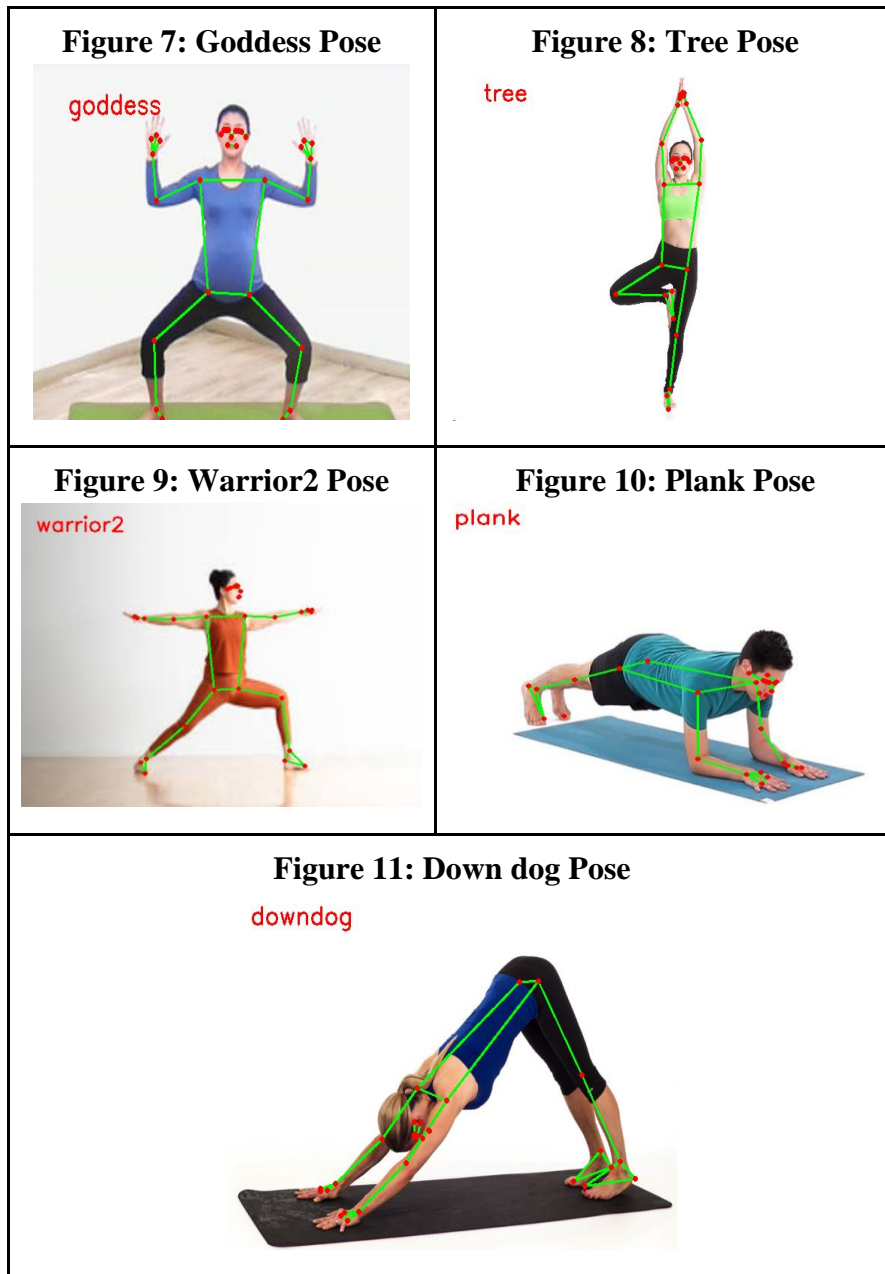 Figure 7: Goddess Pose
goddess
Figure 8: Tree Pose
tree
Figure 9: Warrior2 Pose
warrior2
Figure 10: Plank Pose
plank
Figure 11: Down dog Pose
downdog